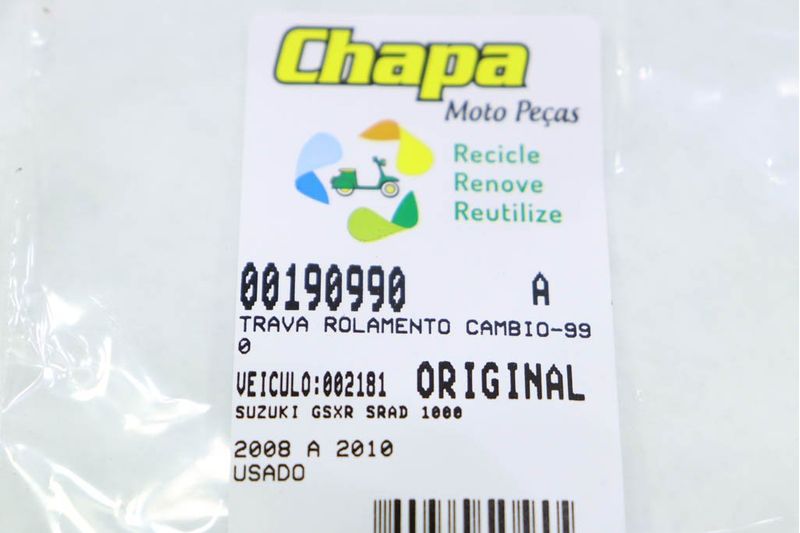 Chapa
Moto Peças
Recicle
Renove
Reutilize
00190990 A
TRAVA ROLAMENTO CAMBIO-99
0
VEICULO:002181 ORIGINAL
SUZUKI GSXR SRAD 1000
2008 A 2010
USADO